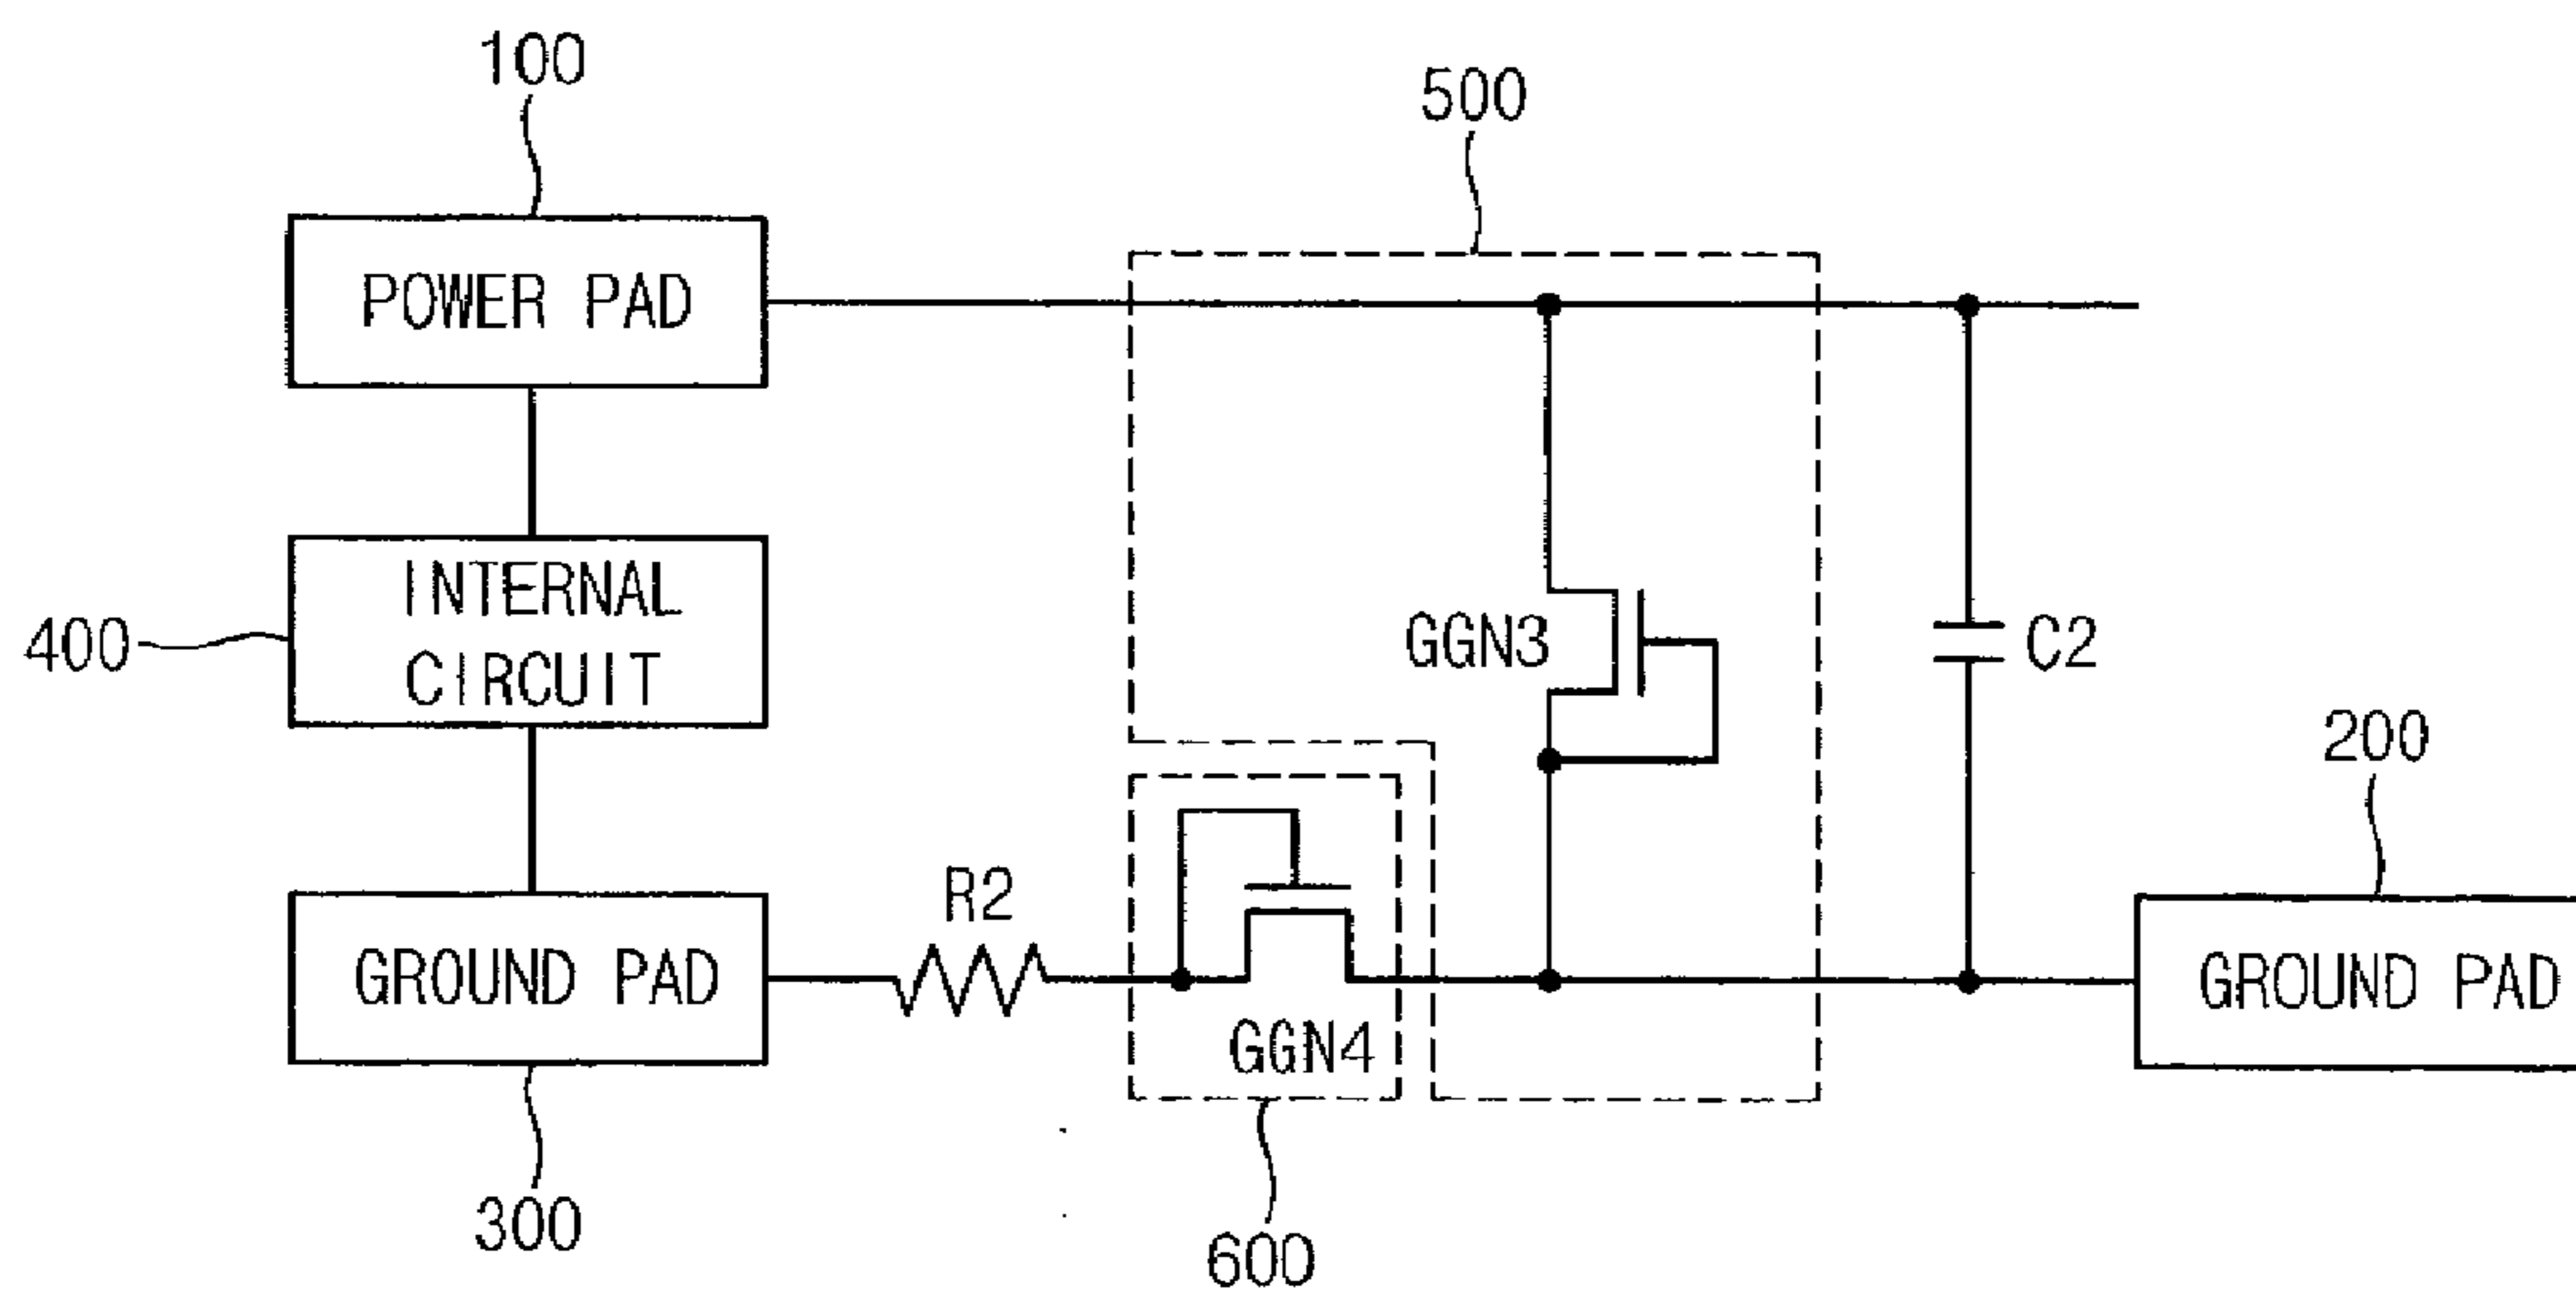 100
500
POWER PAD
INTERNAL
CIRCUIT
400
GGN3
C2
200
R2
GROUND PAD
GGN4
GROUND PAD
300
600